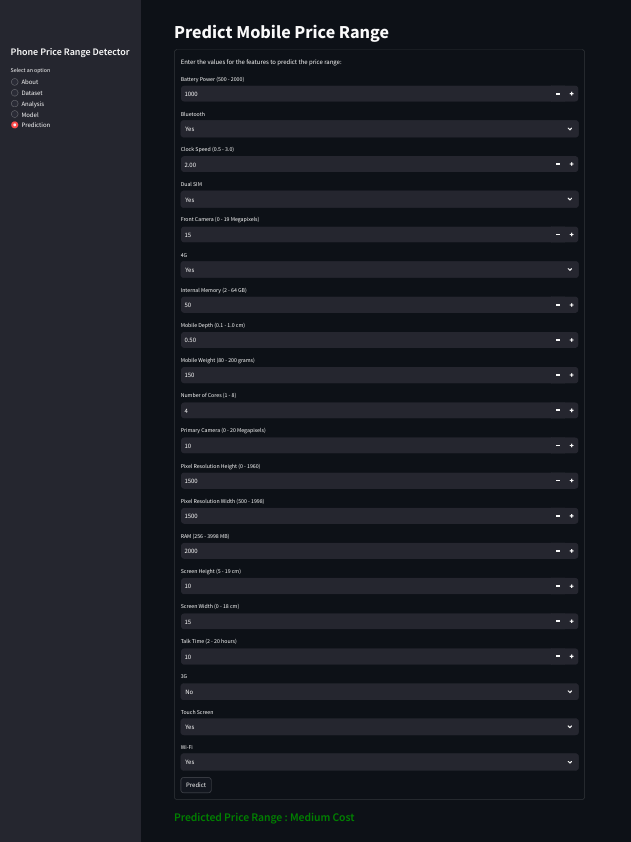 Phone Price Range Detector
Select an option
About
Dataset
Analysis
Model
Prediction
Predict Mobile Price Range
Enter the values for the features to predict the price range:
Battery Power (500 - 2000)
1000
Bluetooth
Yes
Clock Speed (0.5 - 3.0)
2.00
Dual SIM
Yes
Front Camera (0 - 19 Megapixels)
15
4G
Yes
Internal Memory (2 - 64 GB)
50
Mobile Depth (0.1 - 1.0 cm)
0.50
Mobile Weight (80 - 200 grams)
150
Number of Cores (1 - 8)
4
Primary Camera (0 - 20 Megapixels)
10
Pixel Resolution Height (0 - 1960)
1500
Pixel Resolution Width (500 - 1998)
1500
RAM (256 - 3998 MB)
2000
Screen Height (5 - 19 cm)
10
Screen Width (0 - 18 cm)
15
Talk Time (2 - 20 hours)
10
3G
No
Touch Screen
Yes
Wi-Fi
Yes
Predict
Predicted Price Range : Medium Cost